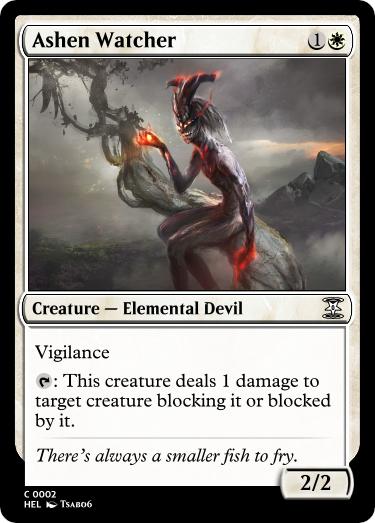 Ashen Watcher 1
Creature — Elemental Devil
Vigilance
: This creature deals 1 damage to
target creature blocking it or blocked
by it.
There's always a smaller fish to fry.
2/2
C 0002
HEL Tsabo6